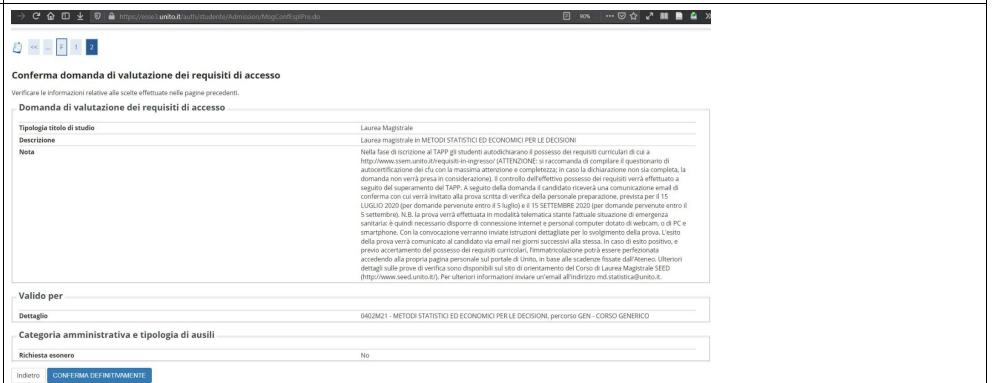 https://esse3.unito.it/auth/studente/Admission/MsgConfEsplPre.do 90%
<< ... F 1 2
Conferma domanda di valutazione dei requisiti di accesso
Verificare le informazioni relative alle scelte effettuate nelle pagine precedenti.
Domanda di valutazione dei requisiti di accesso
Tipologia titolo di studio Laurea Magistrale
Descrizione Laurea magistrale in METODI STATISTICI ED ECONOMICI PER LE DECISIONI
Nota Nella fase di iscrizione al TAPP gli studenti autodichiarano il possesso dei requisiti curriculari di cui a
http://www.ssem.unito.it/requisiti-in-ingresso/ (ATTENZIONE: si raccomanda di compilare il questionario di
autocertificazione dei cfu con la massima attenzione e completezza; in caso la dichiarazione non sia completa, la
domanda non verrà presa in considerazione). Il controllo dell'effettivo possesso dei requisiti verrà effettuato a
seguito del superamento del TAPP. A seguito della domanda il candidato riceverà una comunicazione email di
conferma con cui verrà invitato alla prova scritta di verifica della personale preparazione, prevista per il 15
LUGLIO 2020 (per domande pervenute entro il 5 luglio) e il 15 SETTEMBRE 2020 (per domande pervenute entro il
5 settembre). N.B. la prova verrà effettuata in modalità telematica stante l'attuale situazione di emergenza
sanitaria: è quindi necessario disporre di connessione internet e personal computer dotato di webcam, o di PC e
smartphone. Con la convocazione verranno inviate istruzioni dettagliate per lo svolgimento della prova. L'esito
della prova verrà comunicato al candidato via email nei giorni successivi alla stessa. In caso di esito positivo, e
previo accertamento del possesso dei requisiti curricolari, l'immatricolazione potrà essere perfezionata
accedendo alla propria pagina personale sul portale di Unito, in base alle scadenze fissate dall'Ateneo. Ulteriori
dettagli sulle prove di verifica sono disponibili sul sito di orientamento del Corso di Laurea Magistrale SEED
(http://www.seed.unito.it/). Per ulteriori informazioni inviare un'email all'indirizzo md.statistica@unito.it.
Valido per
Dettaglio 0402M21 - METODI STATISTICI ED ECONOMICI PER LE DECISIONI, percorso GEN - CORSO GENERICO
Categoria amministrativa e tipologia di ausili
Richiesta esonero No
Indietro CONFERMA DEFINITIVAMENTE